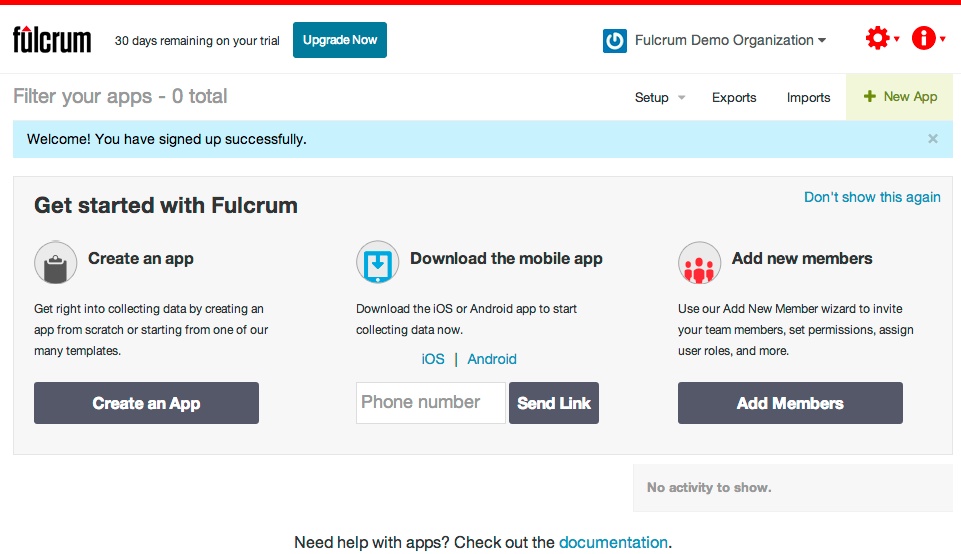 fulcrum
30 days remaining on your trial
Upgrade Now
Fulcrum Demo Organization
Filter your apps - 0 total
Setup
Exports
Imports
+ New App
Welcome! You have signed up successfully.
×
Get started with Fulcrum
Don't show this again
Create an app
Get right into collecting data by creating an
app from scratch or starting from one of our
many templates.
Create an App
Download the mobile app
Download the iOS or Android app to start
collecting data now.
iOS | Android
Phone number
Send Link
Add new members
Use our Add New Member wizard to invite
your team members, set permissions, assign
user roles, and more.
Add Members
No activity to show.
Need help with apps? Check out the documentation.